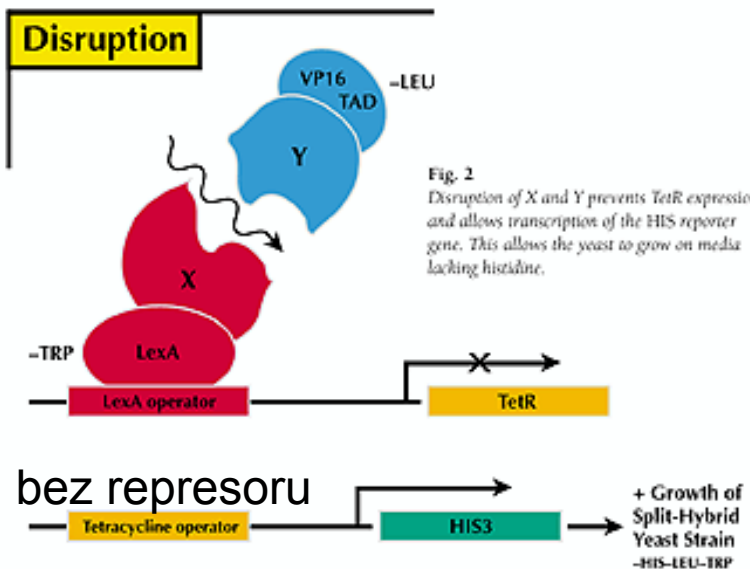 Disruption
VP16
TAD
–LEU
Y
Fig. 2
Disruption of X and Y prevents TetR expressio
and allows transcription of the HIS reporter
gene. This allows the yeast to grow on media
lacking histidine.
X
–TRP
LexA
X
LexA operator
TetR
bez represoru
Tetracycline operator
HIS3
+ Growth of
Split-Hybrid
Yeast Strain
–HIS–LEU–TRP